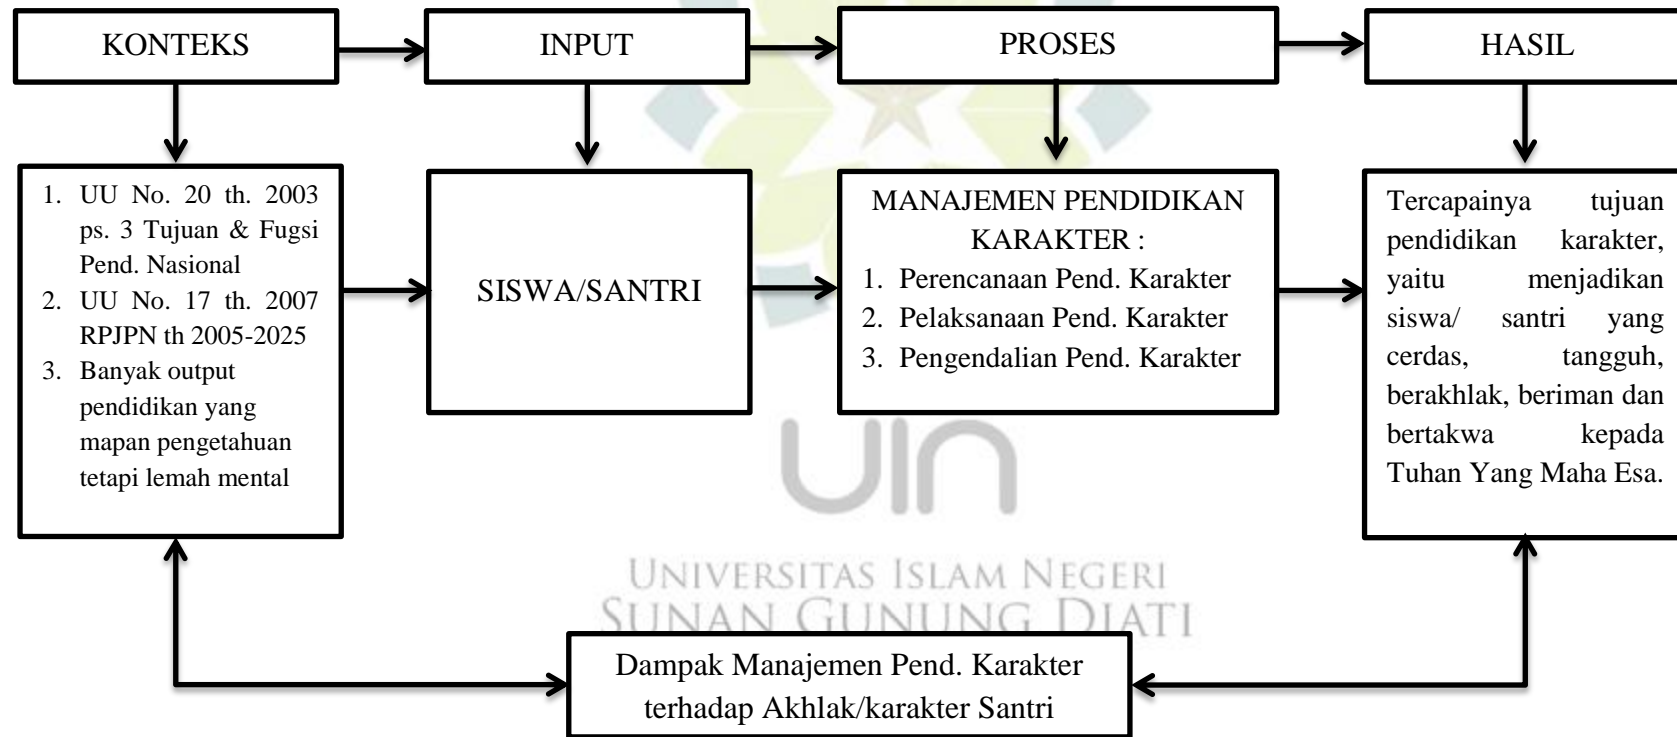 KONTEKS
INPUT
PROSES
HASIL
1. UU No. 20 th. 2003
ps. 3 Tujuan & Fugsi
Pend. Nasional
2. UU No. 17 th. 2007
RPJPN th 2005-2025
3. Banyak output
pendidikan yang
mapan pengetahuan
tetapi lemah mental
SISWA/SANTRI
MANAJEMEN PENDIDIKAN
KARAKTER :
1. Perencanaan Pend. Karakter
2. Pelaksanaan Pend. Karakter
3. Pengendalian Pend. Karakter
Tercapainya tujuan
pendidikan karakter,
yaitu menjadikan
siswa/ santri yang
cerdas, tangguh,
berakhlak, beriman dan
bertakwa kepada
Tuhan Yang Maha Esa.
uin
UNIVERSITAS ISLAM NEGERI
SUNAN GUNUNG DJATI
Dampak Manajemen Pend. Karakter
terhadap Akhlak/karakter Santri